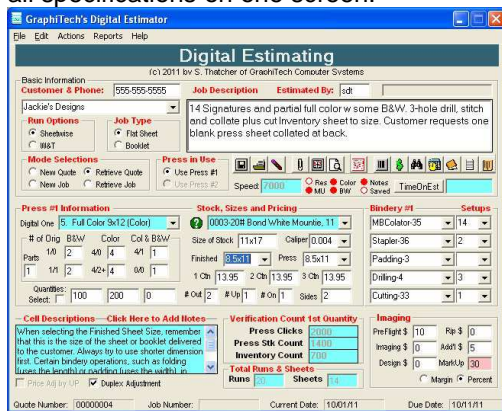 all specifications on one screen.
GraphiTech's Digital Estimator
File Edit Actions Reports Help
Digital Estimating
(c) 2011 by S. Thatcher of GraphiTech Computer Systems
Basic Information
Customer & Phone: 555-555-5555 Job Description Estimated By: sdt
Jackie's Designs
14 Signatures and partial full color w some B&W. 3-hole drill, stitch
and collate plus cut Inventory sheet to size. Customer requests one
blank press sheet collated at back.
Run Options Job Type
Sheetwise Flat Sheet
W&T Booklet
Mode Selections Press in Use
New Quote Retrieve Quote Use Press #1
New Job Retrieve Job Use Press #2
Speed: 7000 Res Color Notes
MU BW Saved TimeOnEst
Press #1 Information Stock, Sizes and Pricing Bindery #1 Setups
Digital One 5. Full Color 9x12 (Color) 0003-20# Bond White Mountie, 11 MBColator-35 14
# of Orig B&W Color Col & B&W Size of Stock 11x17 Caliper 0.004 Stapler-36 2
Parts 1/0 2 4/0 4 4/1 1 Finished 8.5x11 Press 8.5x11 Padding-3 2
1 1/1 2 4/2+ 4 0/0 1 1 Ctn 13.95 2 Ctn 13.95 3 Ctn 13.95 Drilling-4 3
Quantities: Select: 100 200 0 # Out 2 # Up 1 # On 1 Sides 2 Cutting-33 1
Cell Descriptions Click Here to Add Notes Verification Count 1st Quantity Imaging
When selecting the Finished Sheet Size, remember
that this is the size of the sheet or booklet delivered
to the customer. Always try to use shorter dimension
first. Certain bindery operations, such as folding
(uses the length) or padding (uses the width), in
Press Clicks 2000
Press Stk Count 1400
Inventory Count 700
Total Runs & Sheets
Runs 20 Sheets 14
PreFlight $ 10 Rip $ 0
Imaging $ 0 Add'l $ 5
Design $ 0 MarkUp 30
Margin Percent
Price Adj by UP Duplex Adjustment
Quote Number: 00000004 Job Number: Current Date: 10/01/11 Due Date: 10/11/11